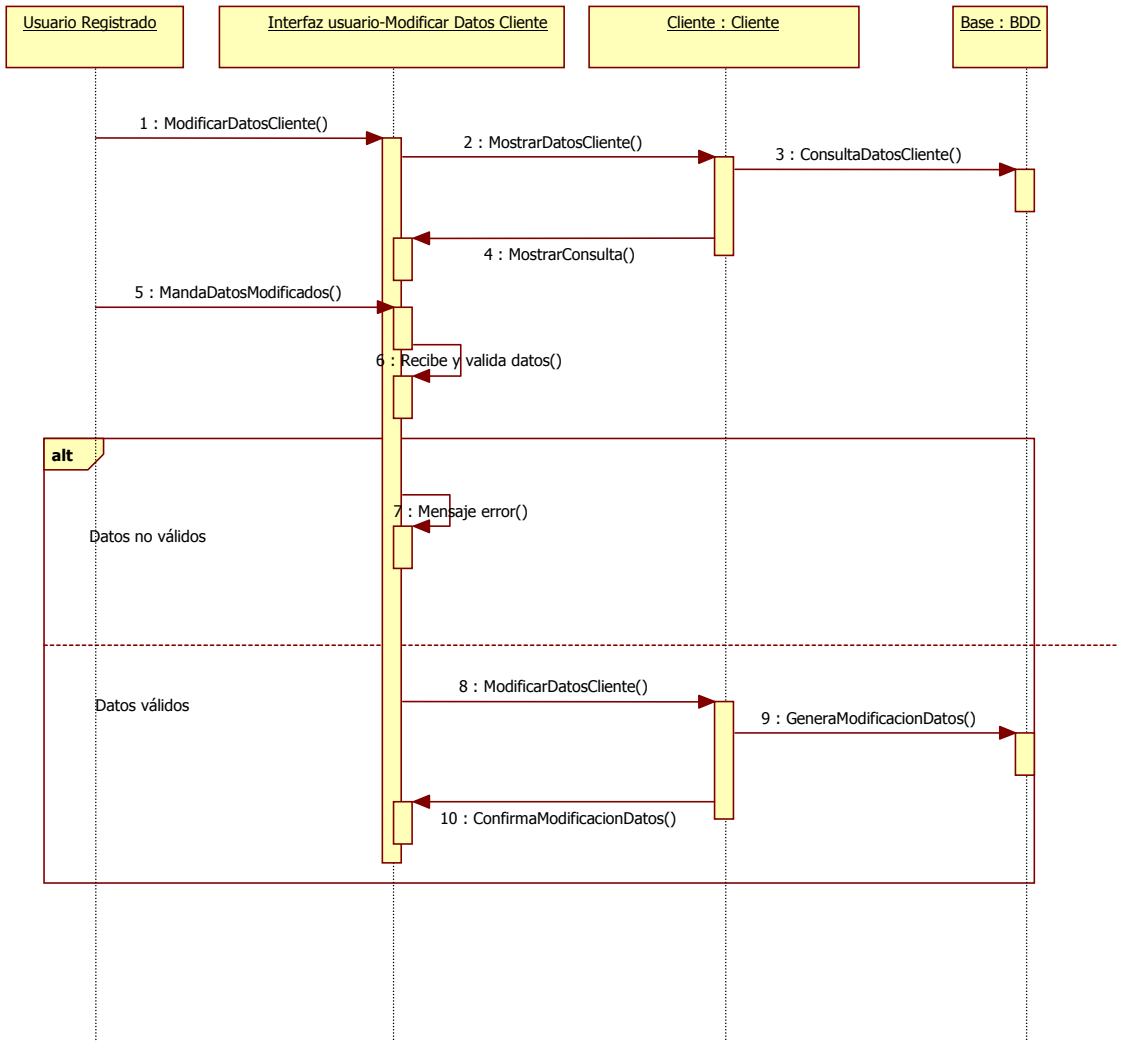 Usuario Registrado
Interfaz usuario-Modificar Datos Cliente
Cliente : Cliente
Base : BDD
1 : ModificarDatosCliente()
2 : MostrarDatosCliente()
3 : ConsultaDatosCliente()
4 : MostrarConsulta()
5 : MandaDatosModificados()
6 : Recibe y valida datos()
alt
7 : Mensaje error()
Datos no válidos
8 : ModificarDatosCliente()
Datos válidos
9 : GeneraModificacionDatos()
10 : ConfirmaModificacionDatos()